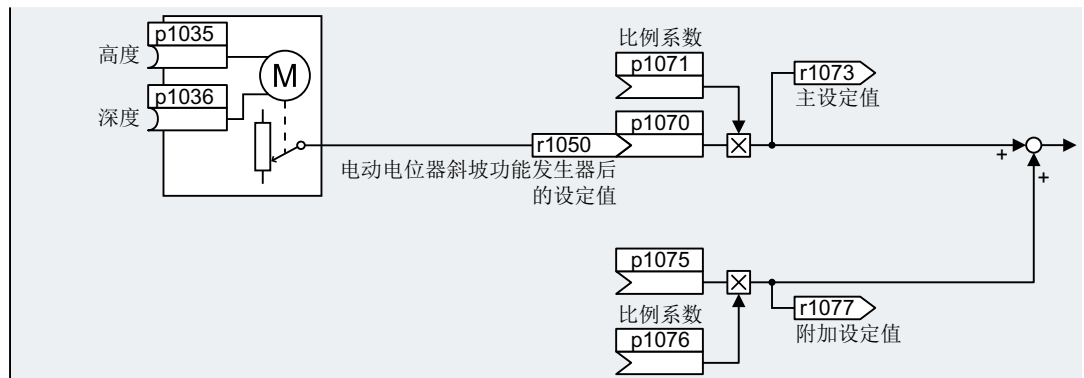 p1035
高度
M
p1036
深度
r1050
电动电位器斜坡功能发生器后
的设定值
比例系数
p1071
p1070
r1073
主设定值
+
+
p1075
比例系数
p1076
r1077
附加设定值